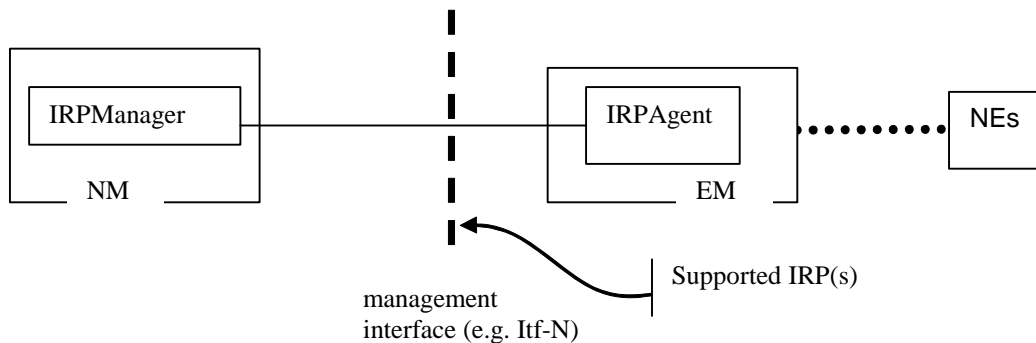 IRPManager
IRPAgent
NEs
NM
EM
Supported IRP(s)
management
interface (e.g. Itf-N)